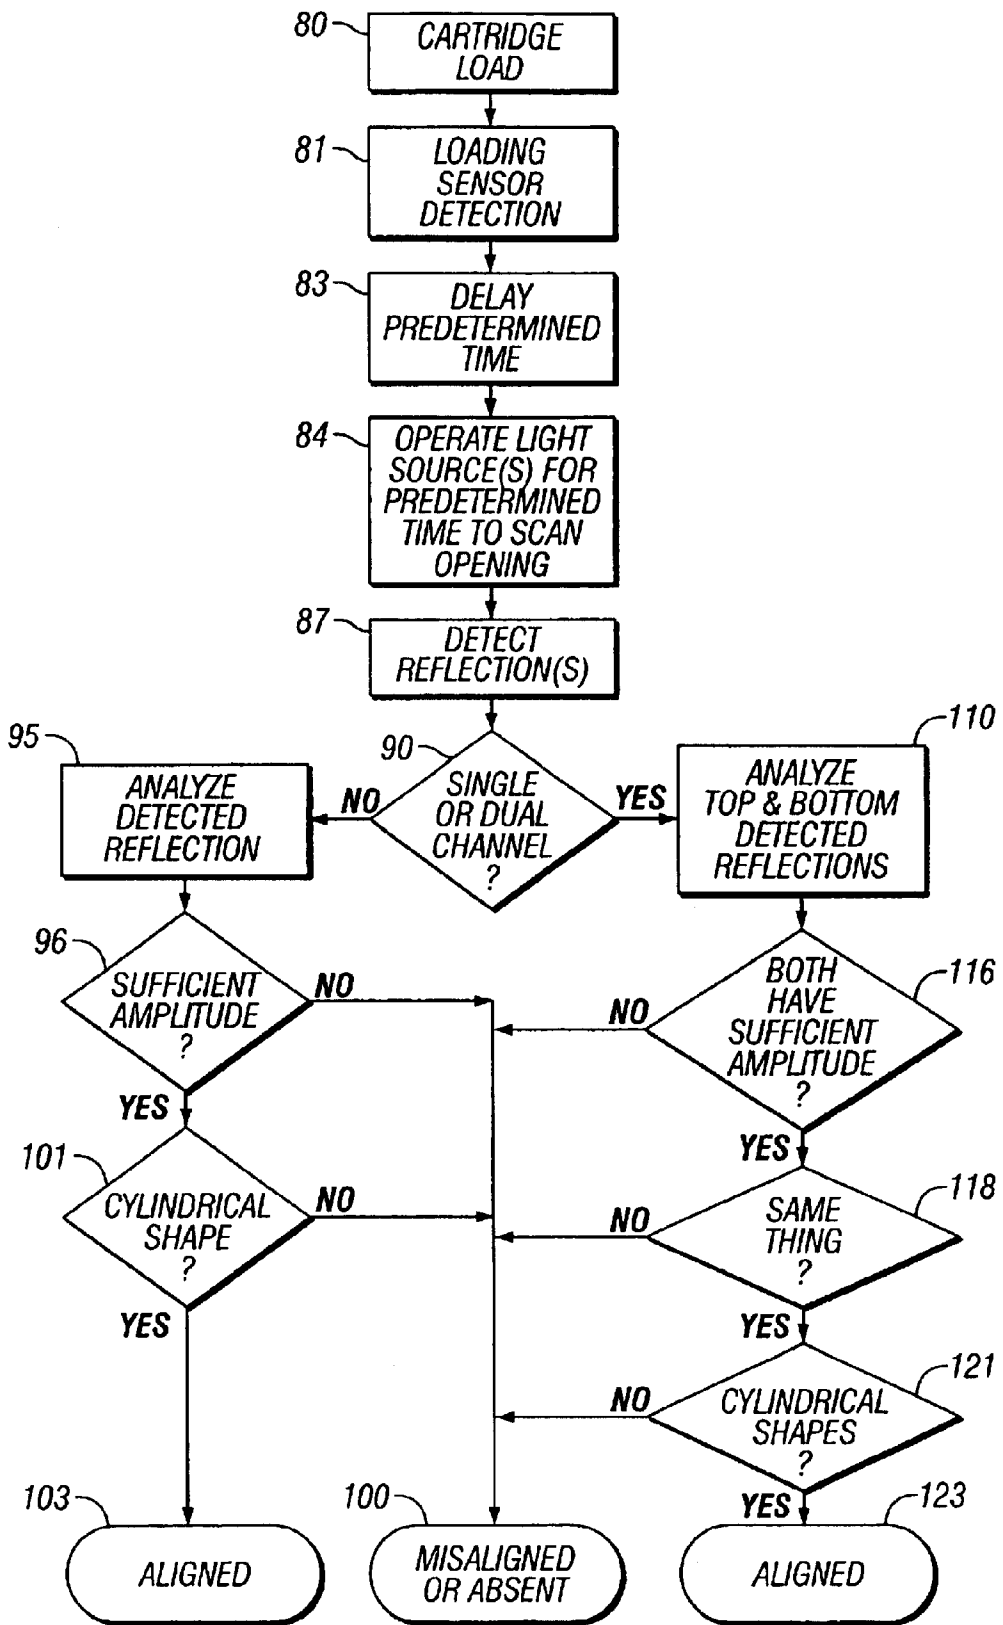 80
CARTRIDGE
LOAD
81
LOADING
SENSOR
DETECTION
83
DELAY
PREDETERMINED
TIME
84
OPERATE LIGHT
SOURCE(S) FOR
PREDETERMINED
TIME TO SCAN
OPENING
87
DETECT
REFLECTION(S)
90
SINGLE
OR DUAL
CHANNEL
?
NO
YES
95
ANALYZE
DETECTED
REFLECTION
110
ANALYZE
TOP & BOTTOM
DETECTED
REFLECTIONS
96
SUFFICIENT
AMPLITUDE
?
NO
YES
116
BOTH
HAVE
SUFFICIENT
AMPLITUDE
?
NO
YES
101
CYLINDRICAL
SHAPE
?
NO
YES
118
SAME
THING
?
NO
YES
121
CYLINDRICAL
SHAPES
?
NO
YES
103
ALIGNED
100
MISALIGNED
OR ABSENT
123
ALIGNED